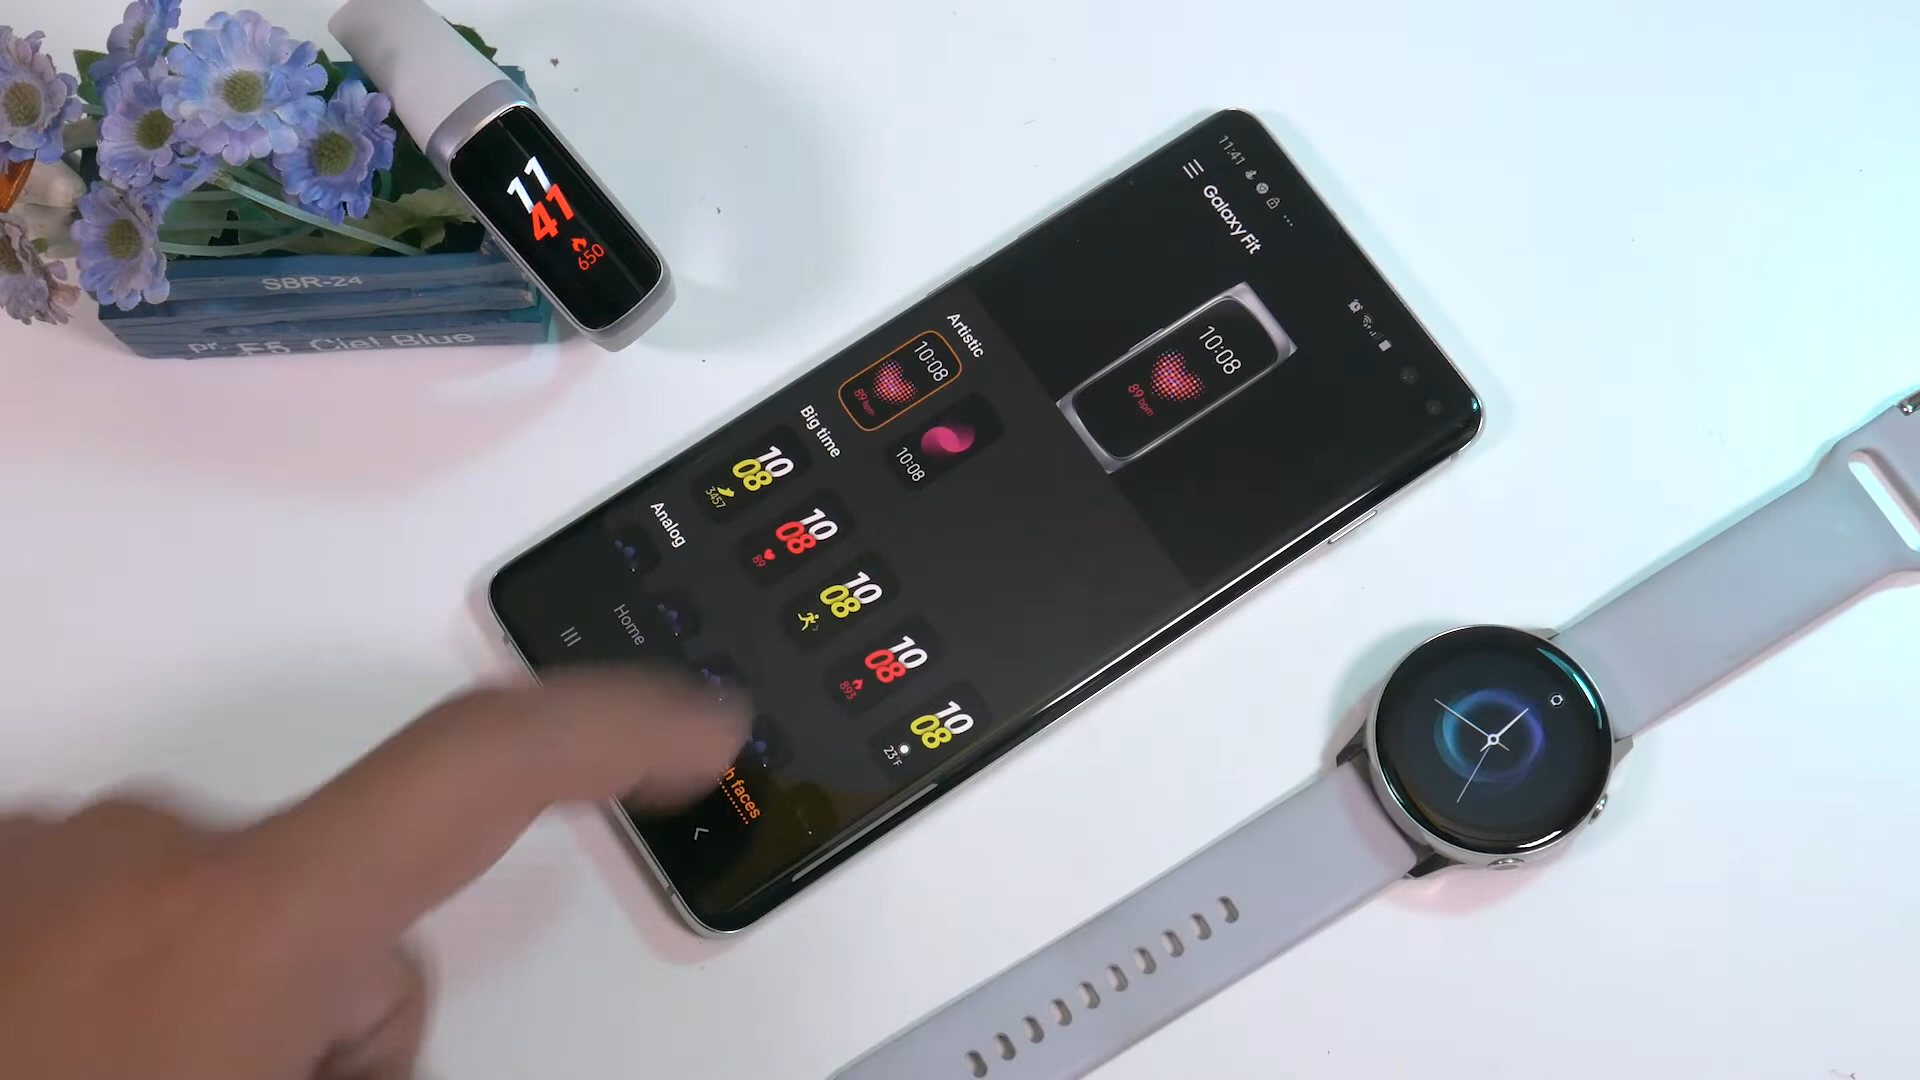 SBR-24
Ciel Blue
11
47
650
11:41
Galaxy Fit
10:08
89 bpm
Artistic
10:08
89 bpm
10:08
Big time
10
08
3457
10
08
89
10
08
10
08
893
10
08
23°F
Analog
Home
faces